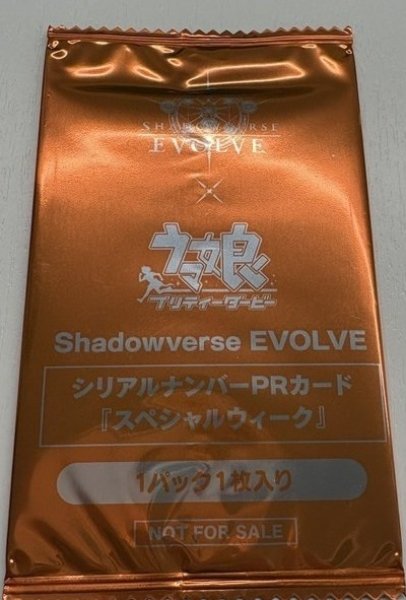 SHADOWVERSE
EVOLVE
×
ウマ娘
プリティーダービー
Shadowverse EVOLVE
シリアルナンバーPRカード
『スペシャルウィーク』
1パック1枚入り
NOT FOR SALE